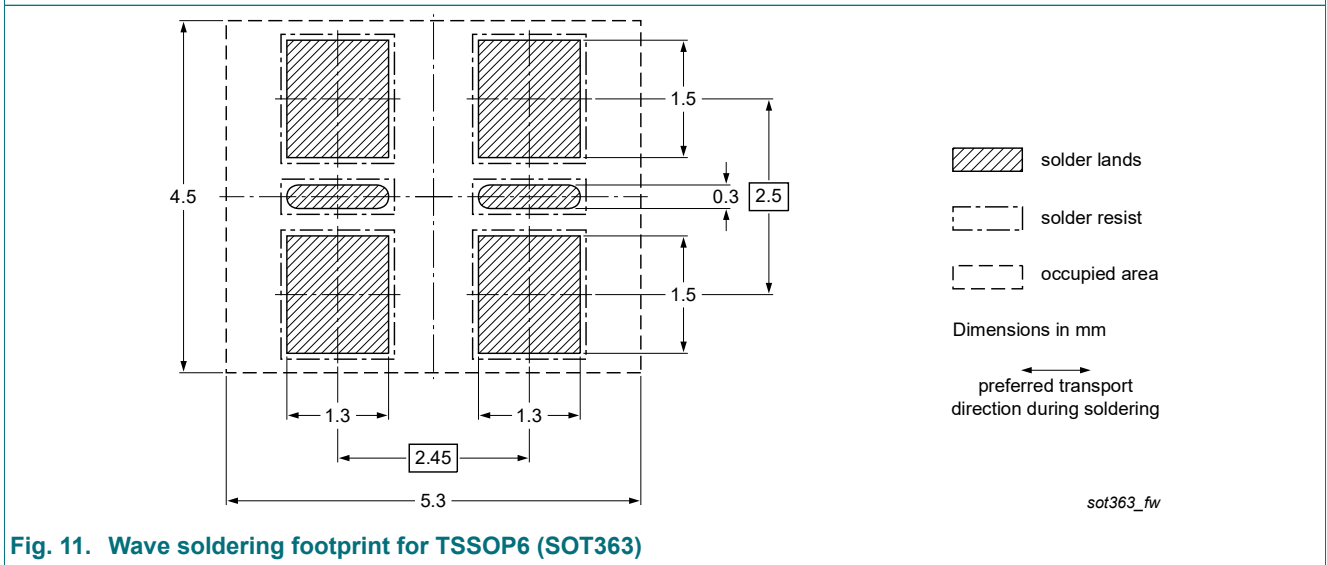 1.5
4.5
0.3
2.5
1.5
1.3
1.3
2.45
5.3
solder lands
solder resist
occupied area
Dimensions in mm
preferred transport
direction during soldering
sot363_fw
Fig. 11. Wave soldering footprint for TSSOP6 (SOT363)